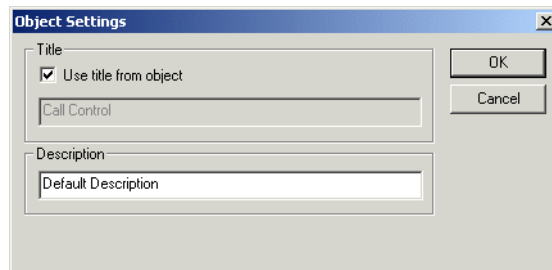 Object Settings
Title
Use title from object
Call Control
Description
Default Description
OK
Cancel